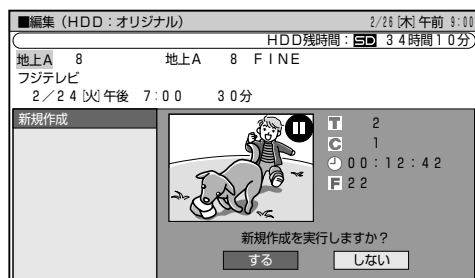 ■編集（HDD：オリジナル） 2/26[木]午前 9:00
HDD残時間：SD 34時間10分
地上A 8 地上A 8 FINE
フジテレビ
2／24[火]午後 7:00 30分
新規作成
T 2
C 1
00:12:42
F 22
新規作成を実行しますか？
する しない